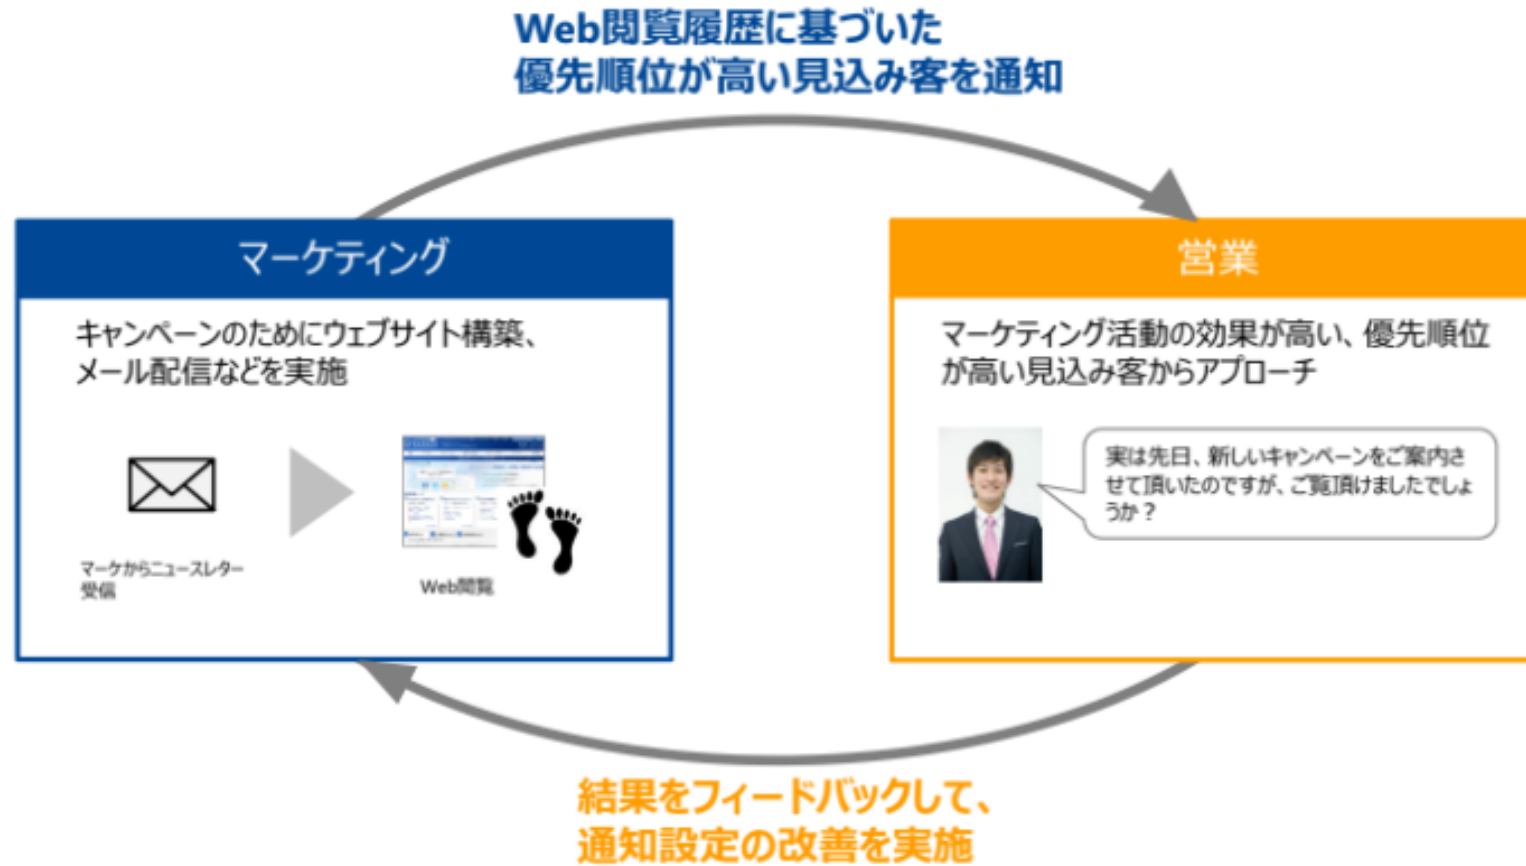 Web閲覧履歴に基づいた
優先順位が高い見込み客を通知
マーケティング
キャンペーンのためにウェブサイト構築、
メール配信などを実施
マーケからニュースレター
受信
Web閲覧
営業
マーケティング活動の効果が高い、優先順位
が高い見込み客からアプローチ
実は先日、新しいキャンペーンをご案内さ
せて頂いたのですが、ご覧頂けましたでしょ
うか？
結果をフィードバックして、
通知設定の改善を実施